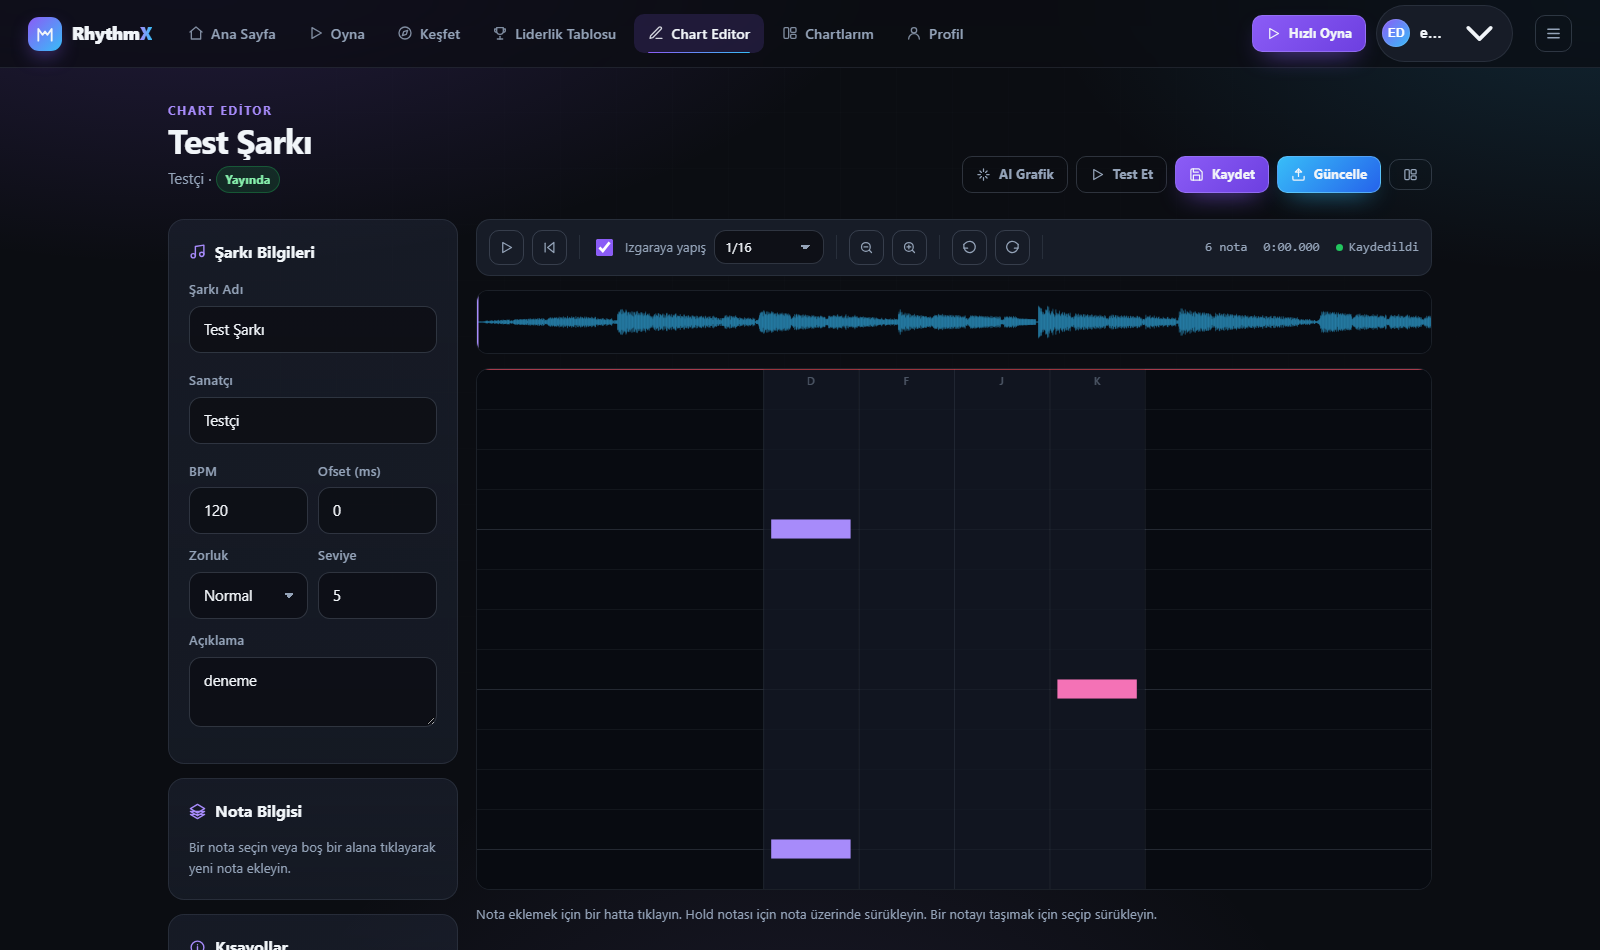 RhythmX
Ana Sayfa
Oyna
Keşfet
Liderlik Tablosu
Chart Editor
Chartlarım
Profil
Hızlı Oyna
ED
e...
CHART EDİTOR
Test Şarkı
Testçi · Yayında
AI Grafik
Test Et
Kaydet
Güncelle
Şarkı Bilgileri
Şarkı Adı
Test Şarkı
Sanatçı
Testçi
BPM
Ofset (ms)
120
0
Zorluk
Seviye
Normal
5
Açıklama
deneme
Nota Bilgisi
Bir nota seçin veya boş bir alana tıklayarak
yeni nota ekleyin.
Kısayollar
Izgaraya yapış
1/16
6 nota
0:00.000
Kaydedildi
D
F
J
K
Nota eklemek için bir hatta tıklayın. Hold notası için nota üzerinde sürükleyin. Bir notayı taşımak için seçip sürükleyin.